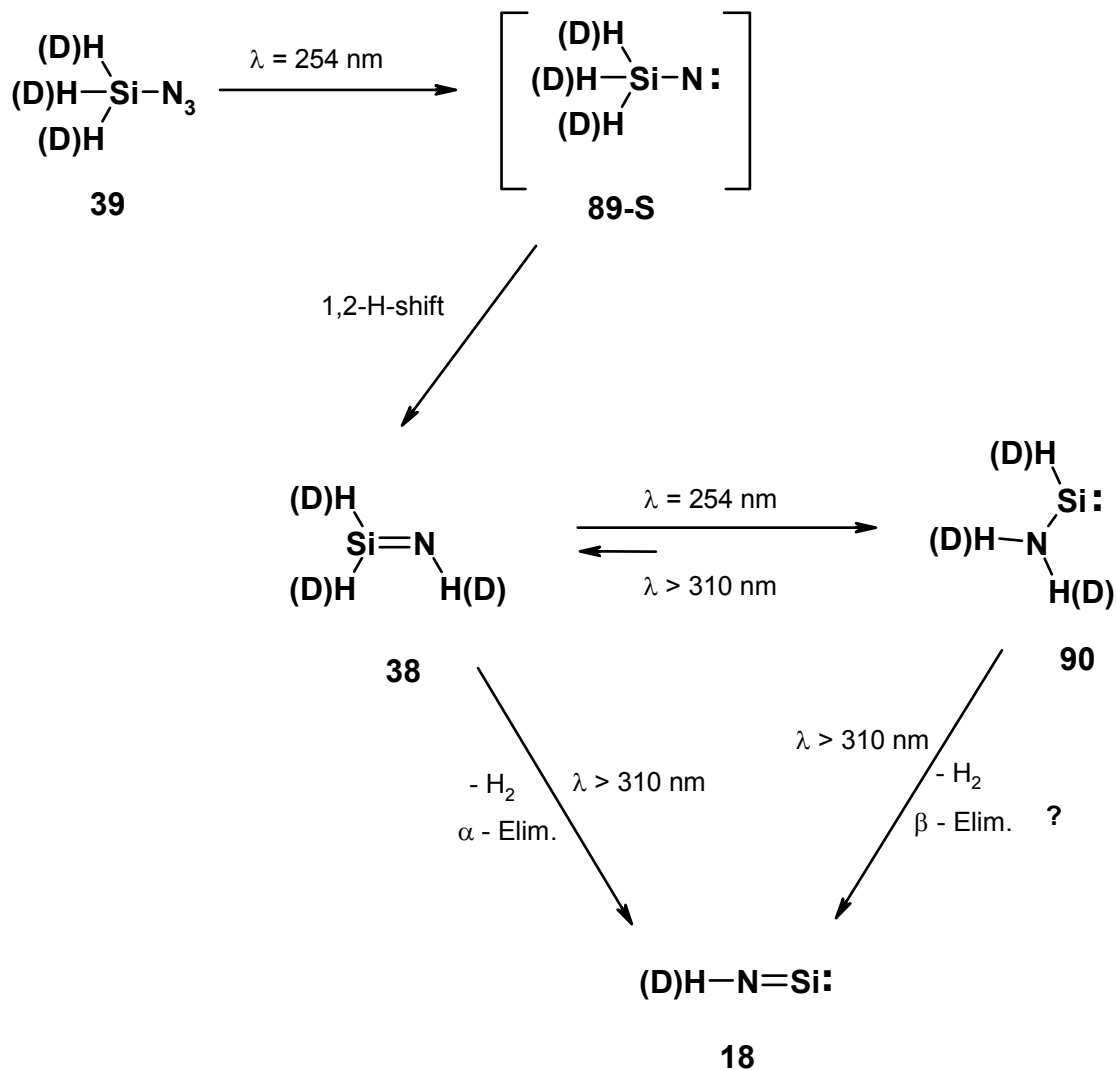 (D)H
(D)H–Si–N₃
(D)H
39
λ = 254 nm
(D)H
(D)H–Si–N:
(D)H
89-S
1,2-H-shift
(D)H
Si=N
(D)H H(D)
38
λ = 254 nm
λ > 310 nm
(D)H
Si:
(D)H–N
H(D)
90
- H₂ λ > 310 nm
α - Elim.
λ > 310 nm
- H₂
β - Elim. ?
(D)H–N=Si:
18